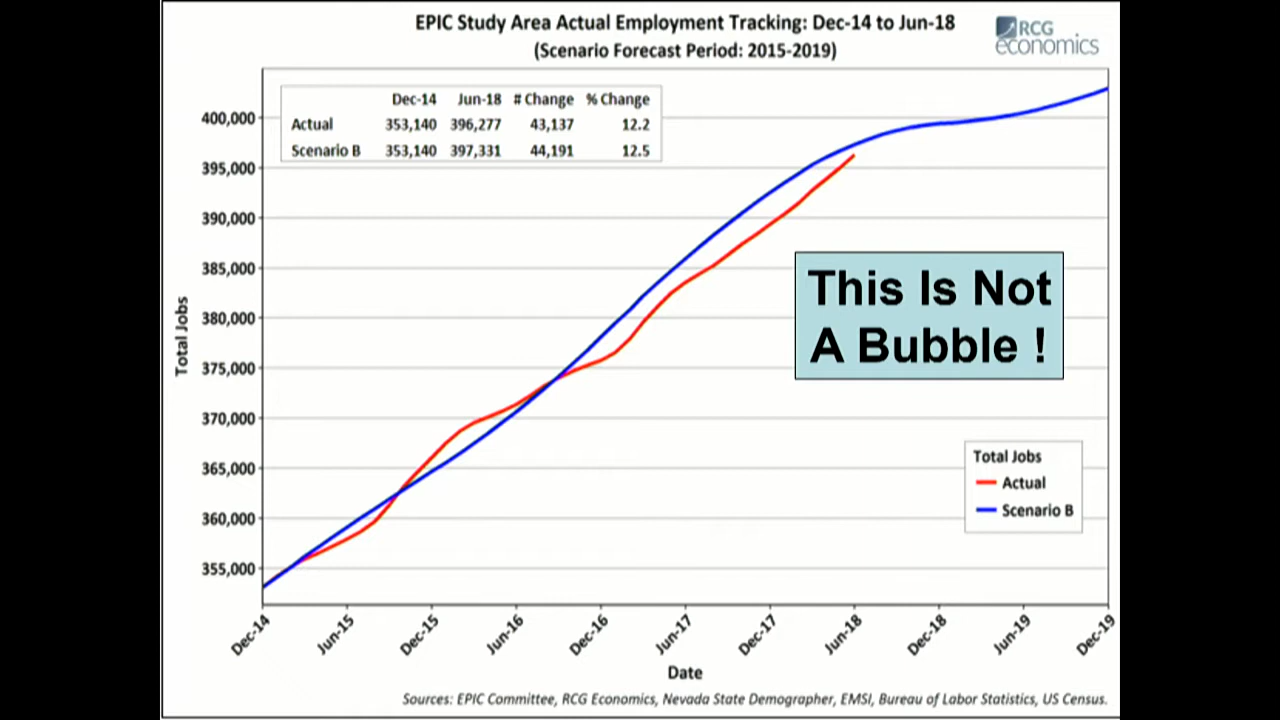 EPIC Study Area Actual Employment Tracking: Dec-14 to Jun-18
(Scenario Forecast Period: 2015-2019)
RCG
economics
Dec-14 Jun-18 # Change % Change
Actual 353,140 396,277 43,137 12.2
Scenario B 353,140 397,331 44,191 12.5
400,000
395,000
390,000
385,000
380,000
375,000
370,000
365,000
360,000
355,000
Total Jobs
This Is Not
A Bubble !
Total Jobs
Actual
Scenario B
Dec-14 Jun-15 Dec-15 Jun-16 Dec-16 Jun-17 Dec-17 Jun-18 Dec-18 Jun-19 Dec-19
Date
Sources: EPIC Committee, RCG Economics, Nevada State Demographer, EMSI, Bureau of Labor Statistics, US Census.